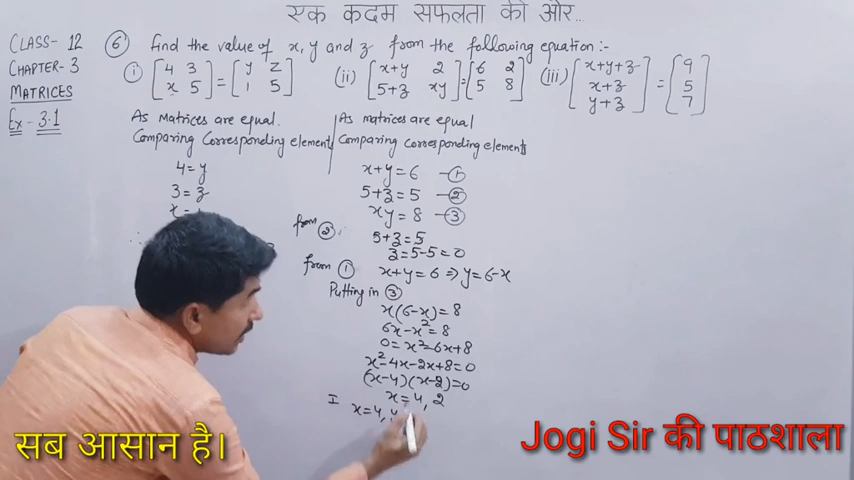 एक कदम सफलता की ओर...
CLASS- 12
CHAPTER- 3
MATRICES
Ex - 3.1
⑥ Find the value of x, y and z from the following equation :-
(i) [4 3 / x 5] = [y z / 1 5] (ii) [x+y 2 / 5+z xy] = [6 2 / 5 8] (iii) [x+y+z / x+z / y+z] = [9 / 5 / 7]
As Matrices are equal.
Comparing Corresponding element
4 = y
3 = z
x =
As matrices are equal
Comparing corresponding elements
x+y = 6 —①
5+z = 5 —②
xy = 8 —③
from ②
5+z = 5
z = 5-5 = 0
from ① x+y = 6 ⇒ y = 6-x
Putting in ③
x(6-x) = 8
6x-x² = 8
0 = x²-6x+8
x²-4x-2x+8=0
(x-4)(x-2)=0
x = 4, 2
I
x=4,
सब आसान है।
Jogi Sir की पाठशाला